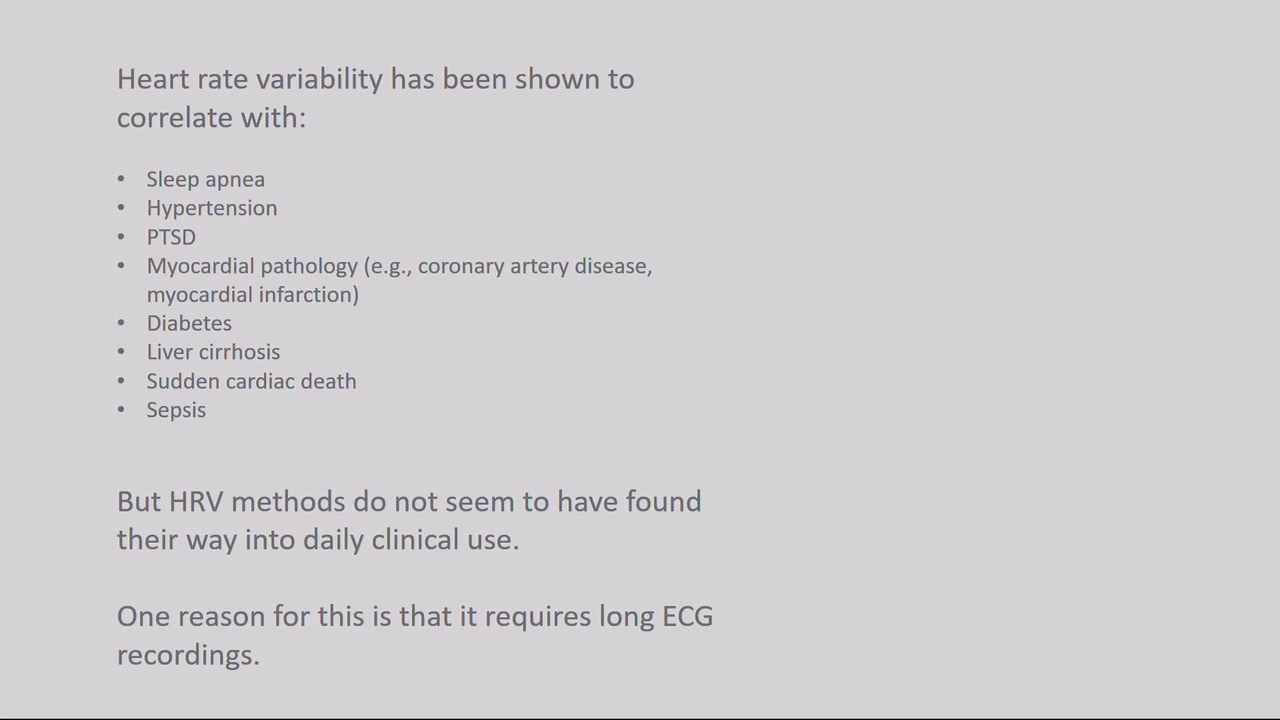 Heart rate variability has been shown to
correlate with:
• Sleep apnea
• Hypertension
• PTSD
• Myocardial pathology (e.g., coronary artery disease,
myocardial infarction)
• Diabetes
• Liver cirrhosis
• Sudden cardiac death
• Sepsis
But HRV methods do not seem to have found
their way into daily clinical use.
One reason for this is that it requires long ECG
recordings.